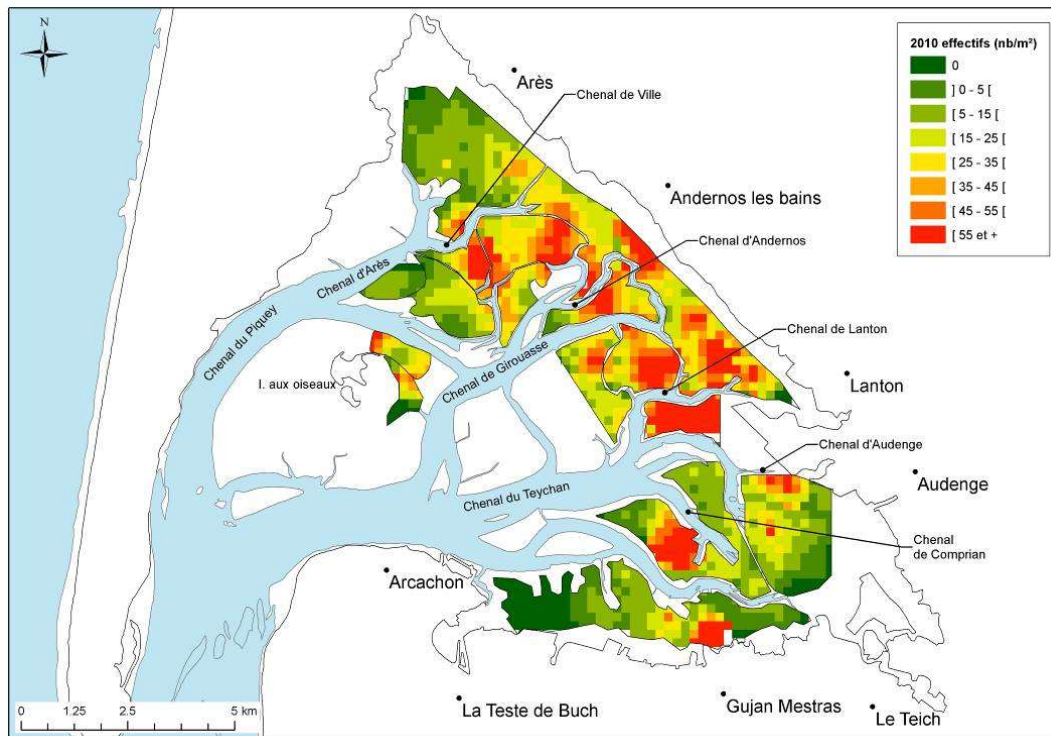 N
2010 effectifs (nb/m²)
0
] 0 - 5 [
[ 5 - 15 [
[ 15 - 25 [
[ 25 - 35 [
[ 35 - 45 [
[ 45 - 55 [
[ 55 et +
Arès
Chenal de Ville
Andernos les bains
Chenal d'Andernos
Chenal d'Arès
Chenal du Piquey
Chenal de Lanton
Chenal de Girouasse
I. aux oiseaux
Lanton
Chenal d'Audenge
Audenge
Chenal du Teychan
Chenal
de Comprian
Arcachon
La Teste de Buch
Gujan Mestras
Le Teich
0 1.25 2.5 5 km